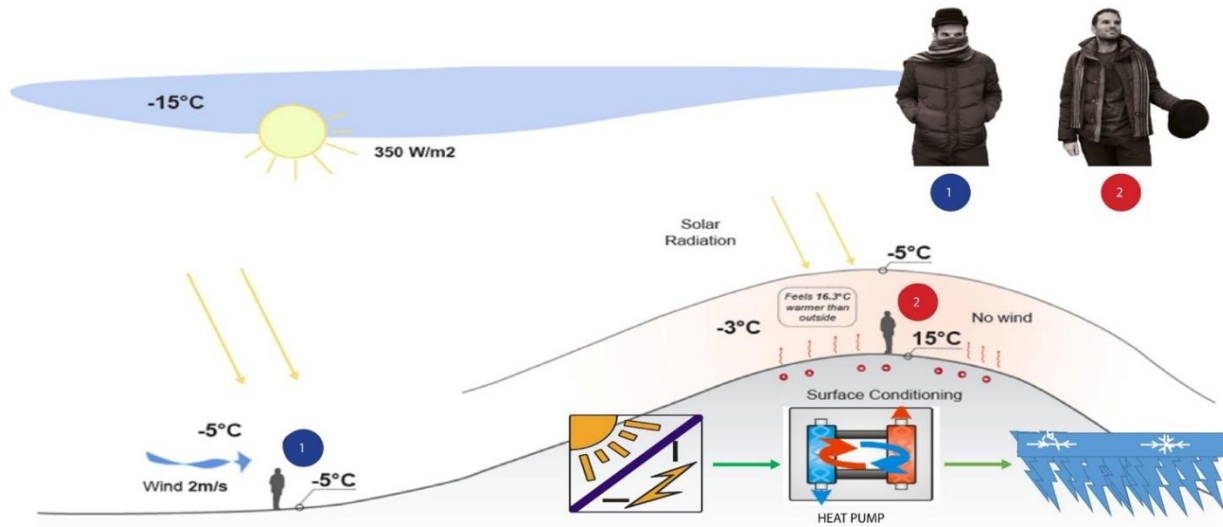 -15°C
350 W/m2
1
2
Solar
Radiation
-5°C
Feels 16.3°C
warmer than
outside
2
-3°C
No wind
15°C
Surface Conditioning
-5°C
1
Wind 2m/s
-5°C
HEAT PUMP